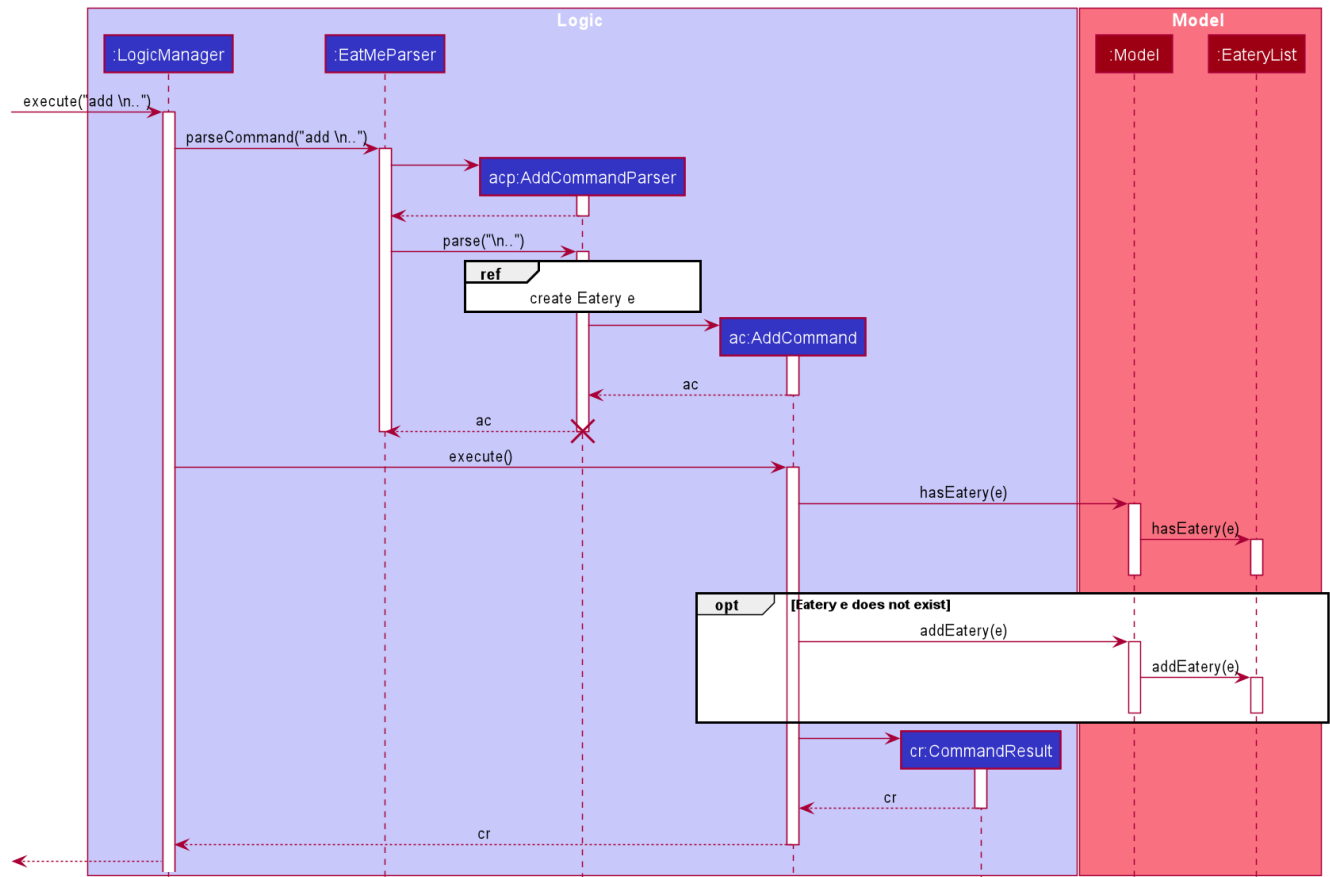 Logic
Model
:LogicManager
:EatMeParser
:Model
:EateryList
execute("add \n..")
parseCommand("add \n..")
acp:AddCommandParser
parse("\n..")
ref
create Eatery e
ac:AddCommand
ac
ac
execute()
hasEatery(e)
hasEatery(e)
opt
[Eatery e does not exist]
addEatery(e)
addEatery(e)
cr:CommandResult
cr
cr